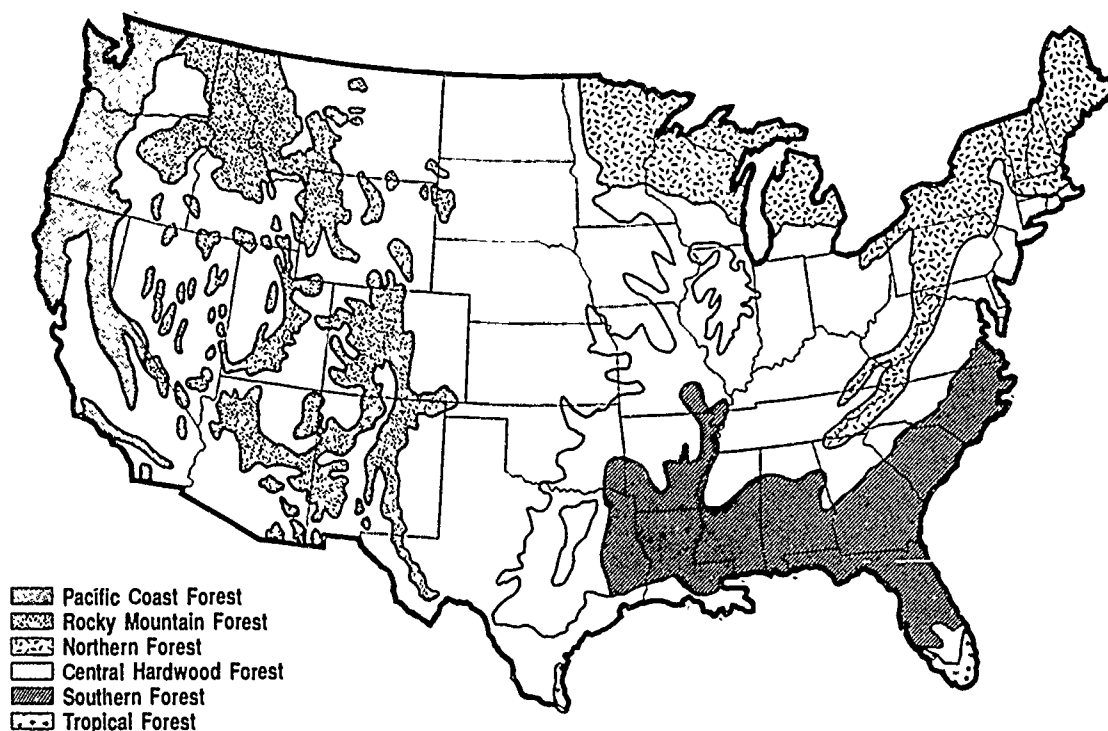 Pacific Coast Forest
Rocky Mountain Forest
Northern Forest
Central Hardwood Forest
Southern Forest
Tropical Forest